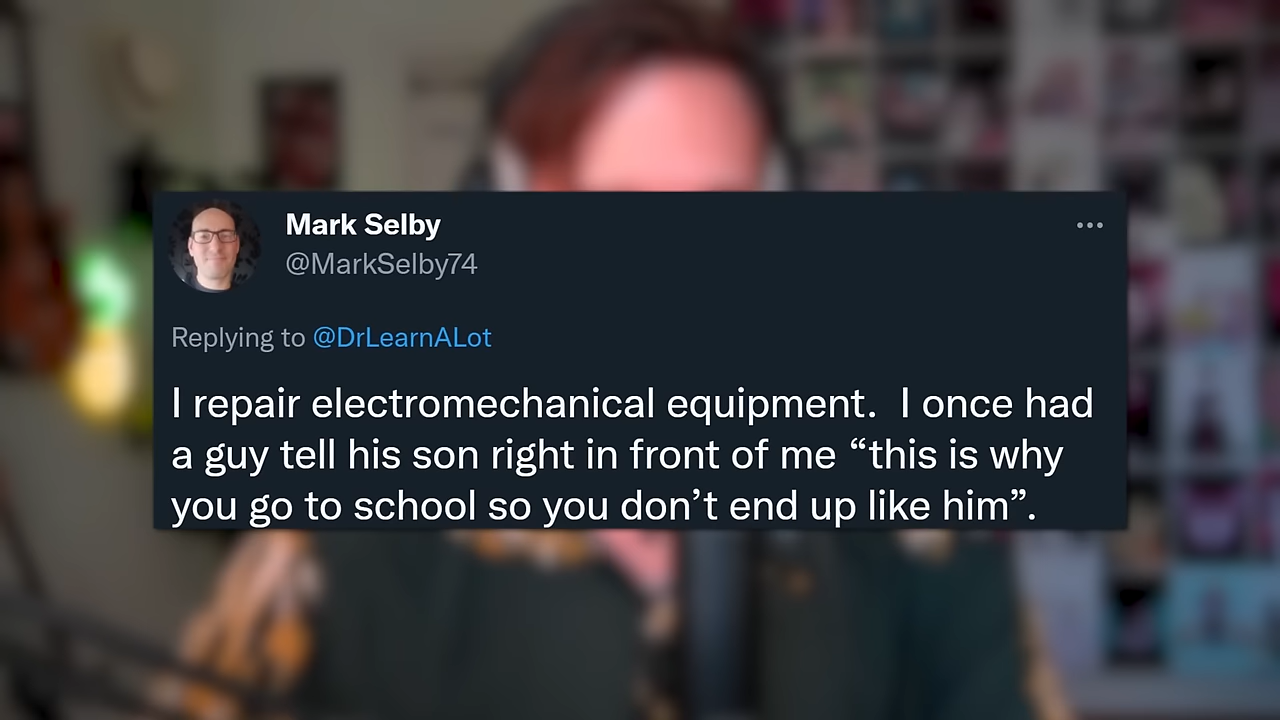 Mark Selby
@MarkSelby74
Replying to @DrLearnALot
I repair electromechanical equipment.  I once had
a guy tell his son right in front of me “this is why
you go to school so you don’t end up like him”.